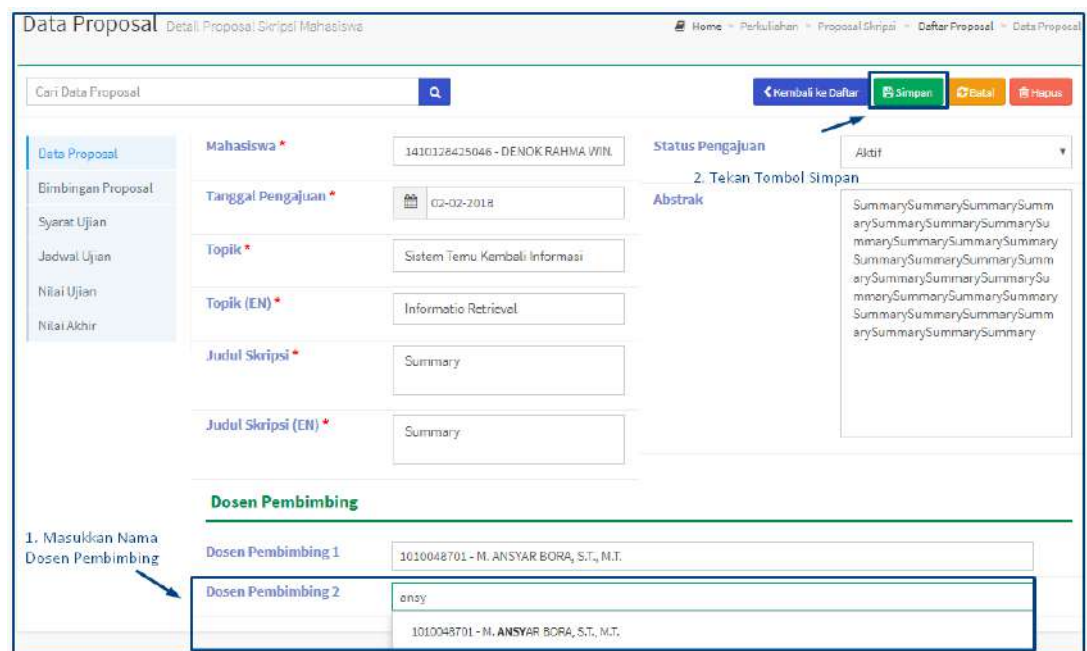 Data Proposal Detail Proposal Skripsi Mahasiswa
Home Perkuliahan Proposal Skripsi Daftar Proposal Data Proposal
Cari Data Proposal
Kembali ke Daftar Simpan Batal Hapus
Data Proposal
Bimbingan Proposal
Syarat Ujian
Jadwal Ujian
Nilai Ujian
Nilai Akhir
Mahasiswa * 1410128425046 - DENOK RAHMA WIN.
Tanggal Pengajuan * 02-02-2018
Topik * Sistem Temu Kembali Informasi
Topik (EN) * Informatio Retrieval
Judul Skripsi * Summary
Judul Skripsi (EN) * Summary
Status Pengajuan Aktif
2. Tekan Tombol Simpan
Abstrak
SummarySummarySummarySumm
arySummarySummarySummarySu
mmarySummarySummarySummary
SummarySummarySummarySumm
arySummarySummarySummarySu
mmarySummarySummarySummary
SummarySummarySummarySumm
arySummarySummarySummary
Dosen Pembimbing
1. Masukkan Nama
Dosen Pembimbing
Dosen Pembimbing 1 1010048701 - M. ANSYAR BORA, S.T., M.T.
Dosen Pembimbing 2 ansy
1010048701 - M. ANSYAR BORA, S.T., M.T.